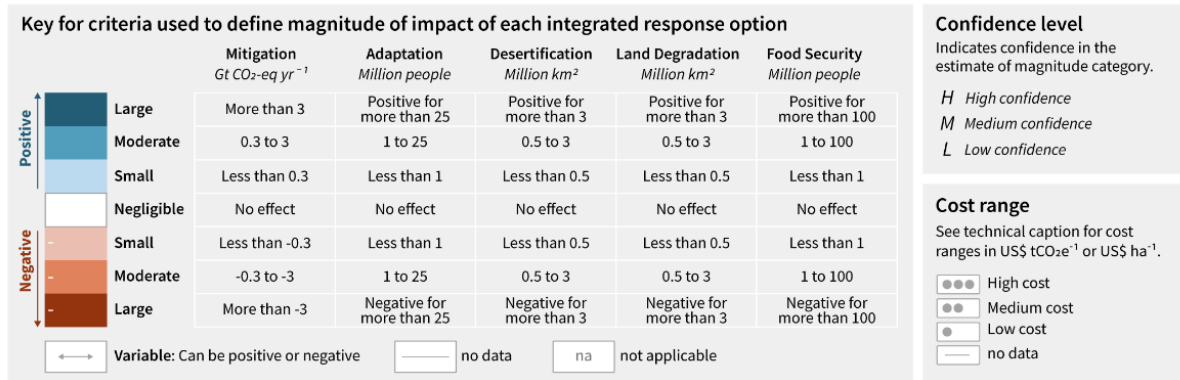 Key for criteria used to define magnitude of impact of each integrated response option
Mitigation Adaptation Desertification Land Degradation Food Security
Gt CO₂-eq yr⁻¹ Million people Million km² Million km² Million people
Positive
Large More than 3 Positive for more than 25 Positive for more than 3 Positive for more than 3 Positive for more than 100
Moderate 0.3 to 3 1 to 25 0.5 to 3 0.5 to 3 1 to 100
Small Less than 0.3 Less than 1 Less than 0.5 Less than 0.5 Less than 1
Negligible No effect No effect No effect No effect No effect
Negative
- Small Less than -0.3 Less than 1 Less than 0.5 Less than 0.5 Less than 1
- Moderate -0.3 to -3 1 to 25 0.5 to 3 0.5 to 3 1 to 100
- Large More than -3 Negative for more than 25 Negative for more than 3 Negative for more than 3 Negative for more than 100
Variable: Can be positive or negative no data na not applicable
Confidence level
Indicates confidence in the
estimate of magnitude category.
H High confidence
M Medium confidence
L Low confidence
Cost range
See technical caption for cost
ranges in US$ tCO₂e⁻¹ or US$ ha⁻¹.
High cost
Medium cost
Low cost
no data